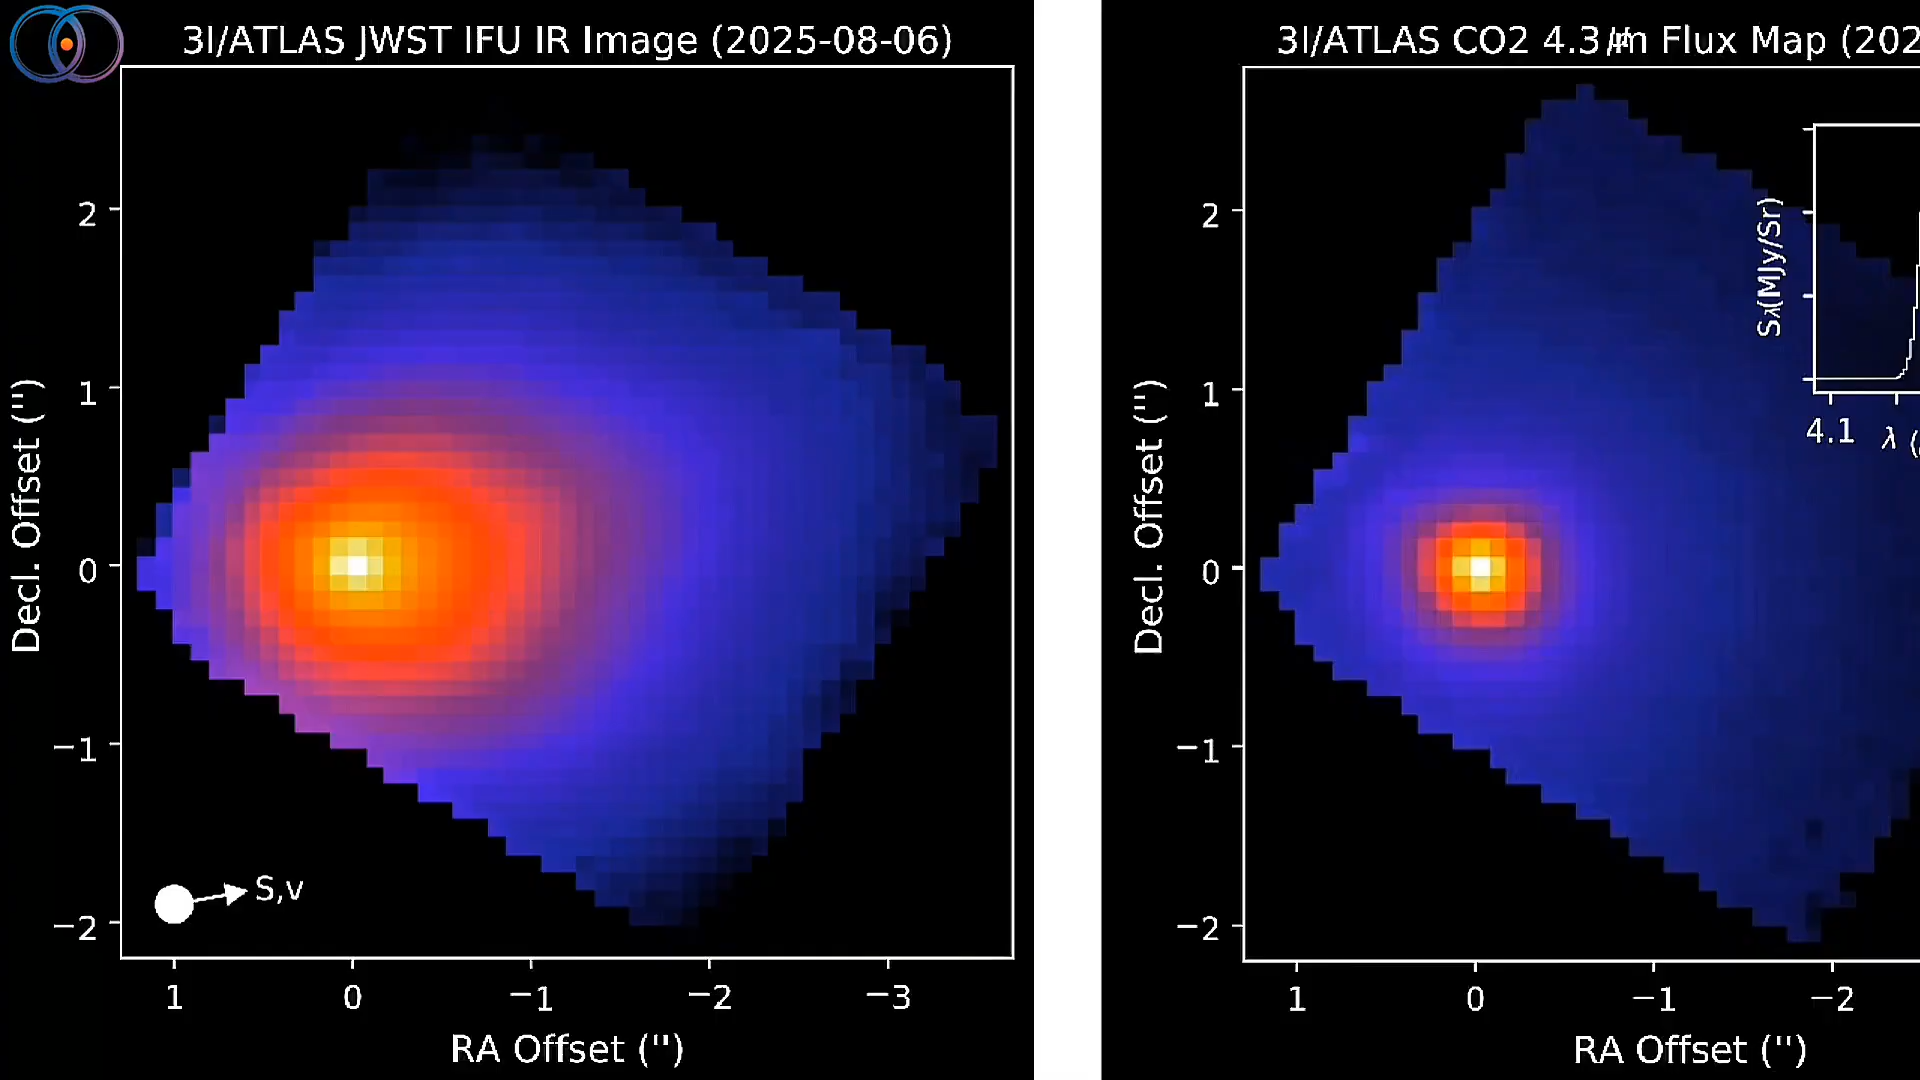 3I/ATLAS JWST IFU IR Image (2025-08-06)
Decl. Offset ('')
2
1
0
−1
−2
S,v
1
0
−1
−2
−3
RA Offset ('')
3I/ATLAS CO2 4.3 Flux Map (202
Decl. Offset ('')
2
1
0
−1
−2
Sλ(MJy/Sr)
4.1
λ (
1
0
−1
−2
RA Offset ('')